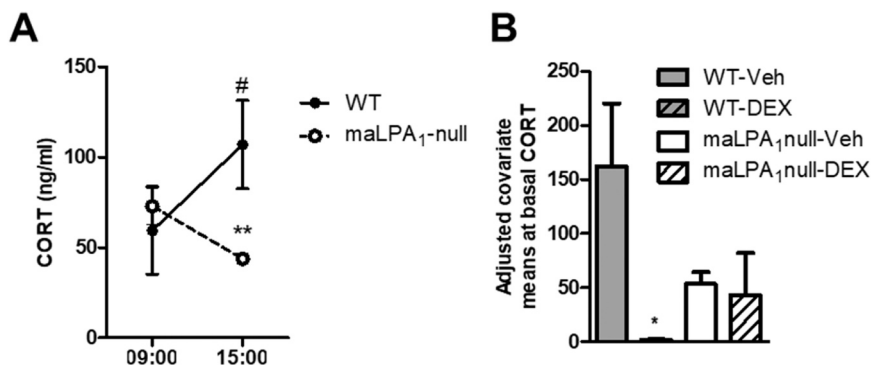 A
CORT (ng/ml)
150
100
50
0
#
**
09:00
15:00
WT
maLPA₁-null
B
Adjusted covariate
means at basal CORT
250
200
150
100
50
0
*
WT-Veh
WT-DEX
maLPA₁null-Veh
maLPA₁null-DEX